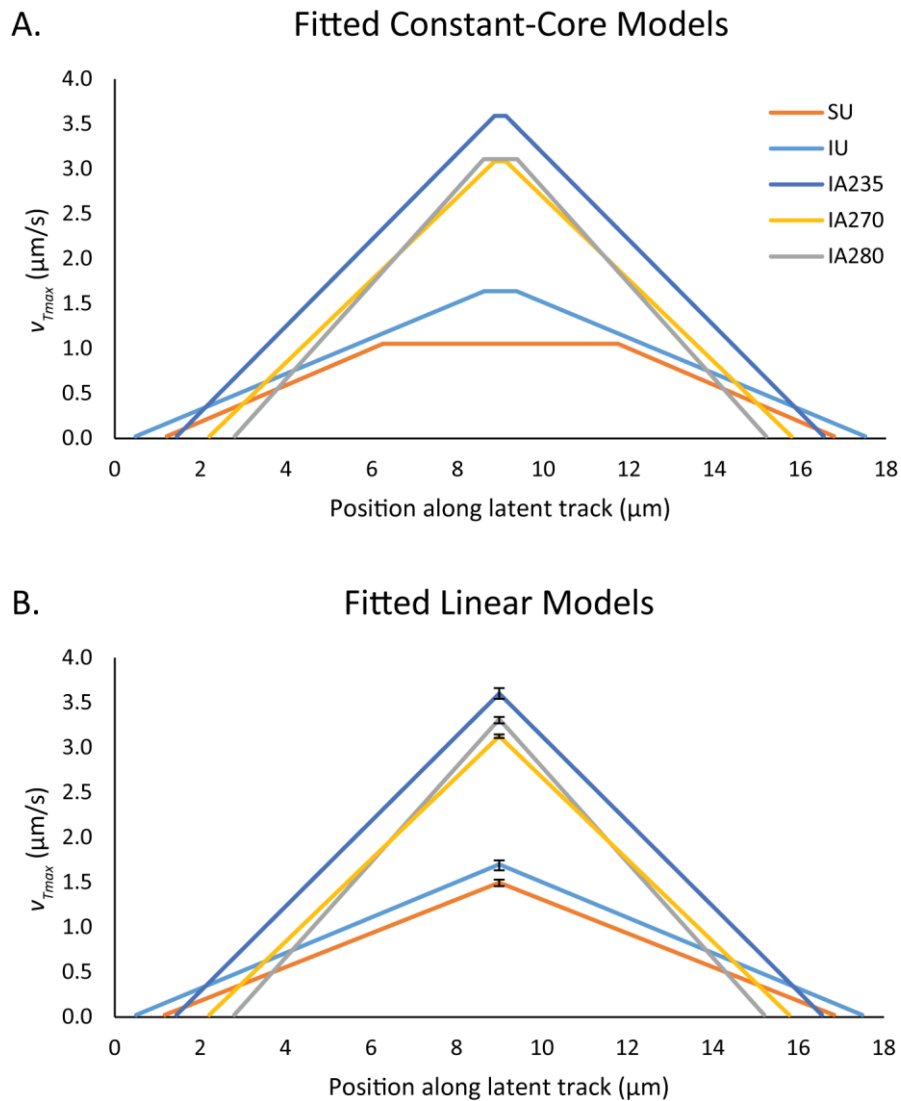 A.
Fitted Constant-Core Models
4.0
3.5
3.0
2.5
2.0
1.5
1.0
0.5
0.0
vTmax (µm/s)
SU
IU
IA235
IA270
IA280
0 2 4 6 8 10 12 14 16 18
Position along latent track (µm)
B.
Fitted Linear Models
4.0
3.5
3.0
2.5
2.0
1.5
1.0
0.5
0.0
vTmax (µm/s)
0 2 4 6 8 10 12 14 16 18
Position along latent track (µm)